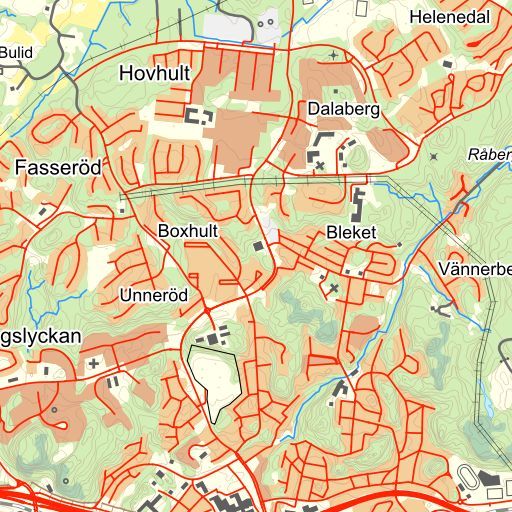 Helenedal
Bulid
Hovhult
Dalaberg
Råber
Fasseröd
Boxhult
Bleket
Vännerbe
Unneröd
gslyckan